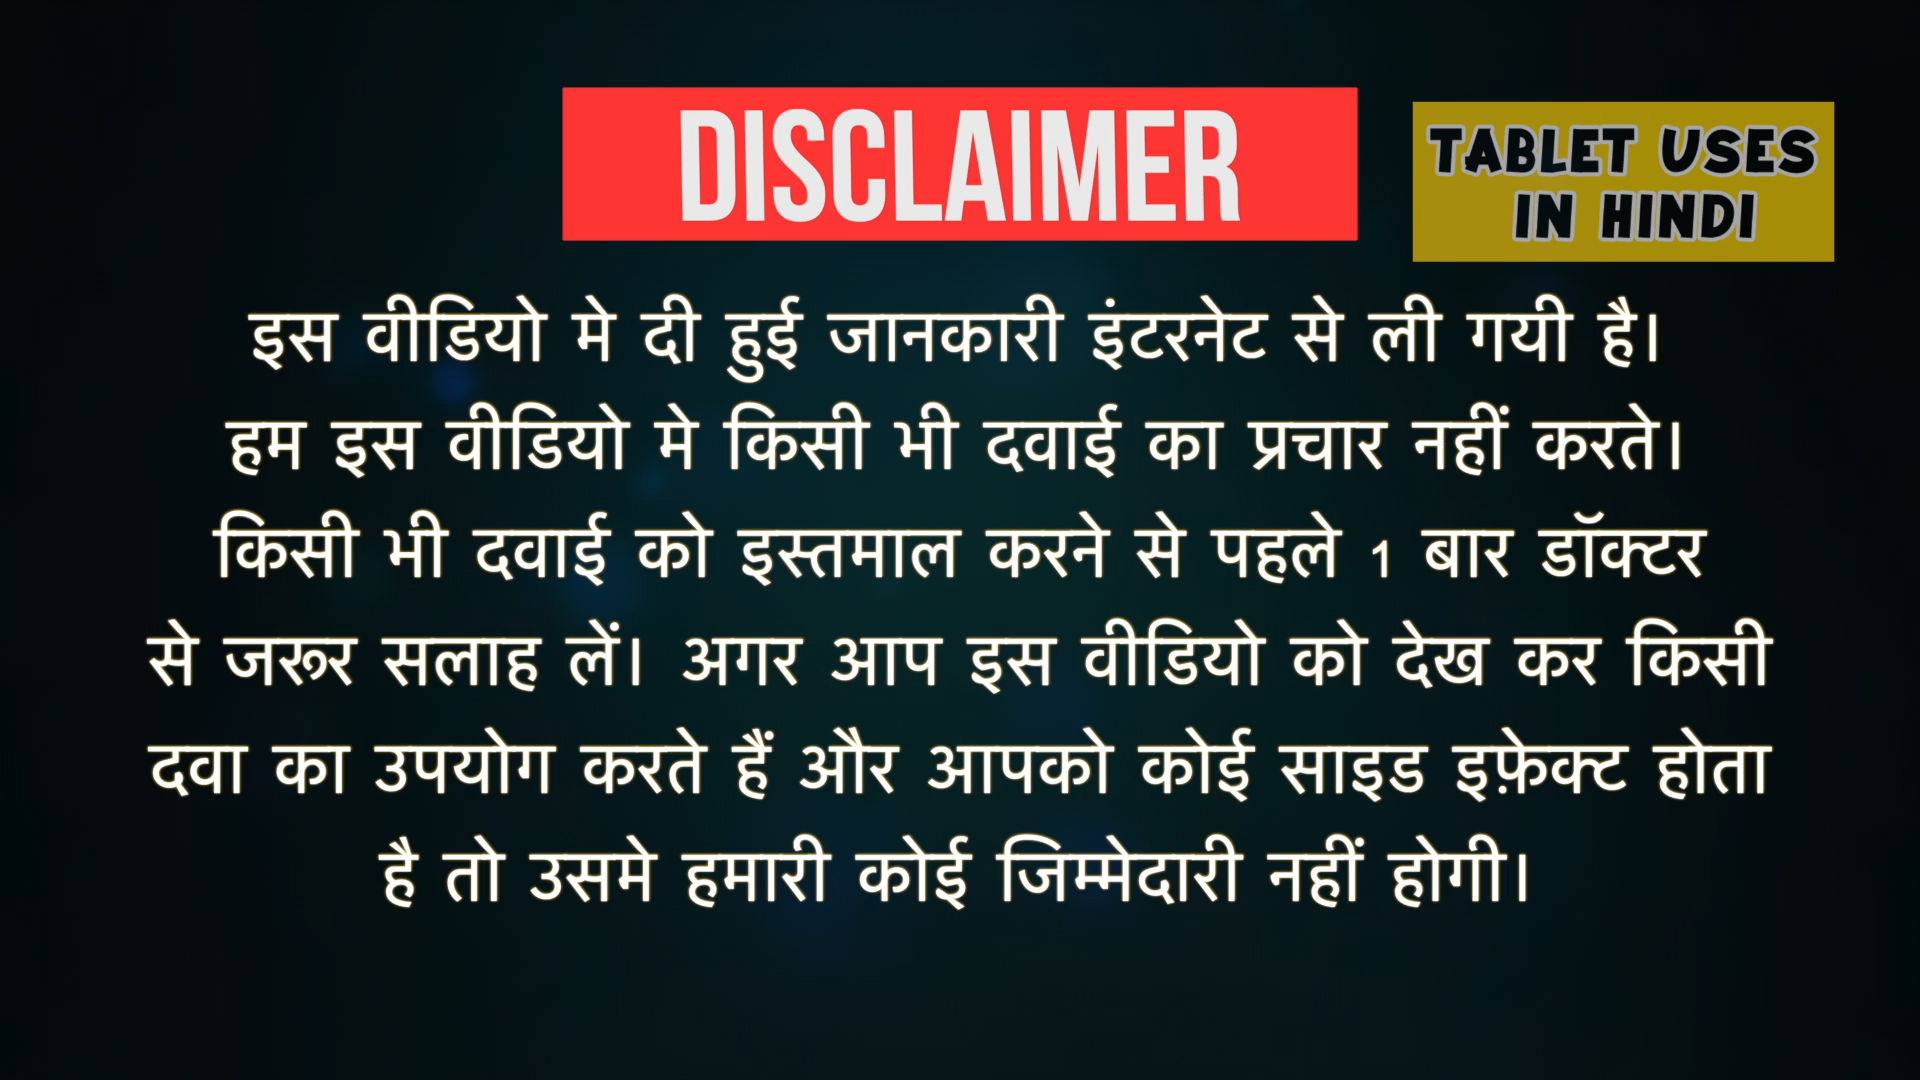 DISCLAIMER
TABLET USES
IN HINDI
इस वीडियो मे दी हुई जानकारी इंटरनेट से ली गयी है।
हम इस वीडियो मे किसी भी दवाई का प्रचार नहीं करते।
किसी भी दवाई को इस्तमाल करने से पहले 1 बार डॉक्टर
से जरूर सलाह लें। अगर आप इस वीडियो को देख कर किसी
दवा का उपयोग करते हैं और आपको कोई साइड इफ़ेक्ट होता
है तो उसमे हमारी कोई जिम्मेदारी नहीं होगी।